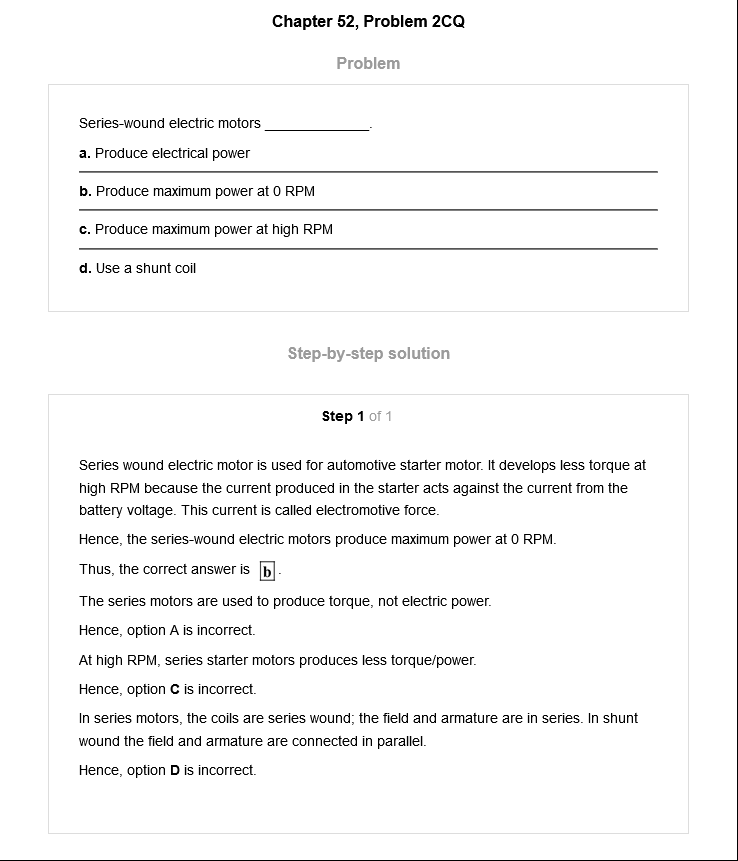 Chapter 52, Problem 2CQ
Problem
Series-wound electric motors ______________.
a. Produce electrical power
b. Produce maximum power at 0 RPM
c. Produce maximum power at high RPM
d. Use a shunt coil
Step-by-step solution
Step 1 of 1
Series wound electric motor is used for automotive starter motor. It develops less torque at
high RPM because the current produced in the starter acts against the current from the
battery voltage. This current is called electromotive force.
Hence, the series-wound electric motors produce maximum power at 0 RPM.
Thus, the correct answer is b.
The series motors are used to produce torque, not electric power.
Hence, option A is incorrect.
At high RPM, series starter motors produces less torque/power.
Hence, option C is incorrect.
In series motors, the coils are series wound; the field and armature are in series. In shunt
wound the field and armature are connected in parallel.
Hence, option D is incorrect.